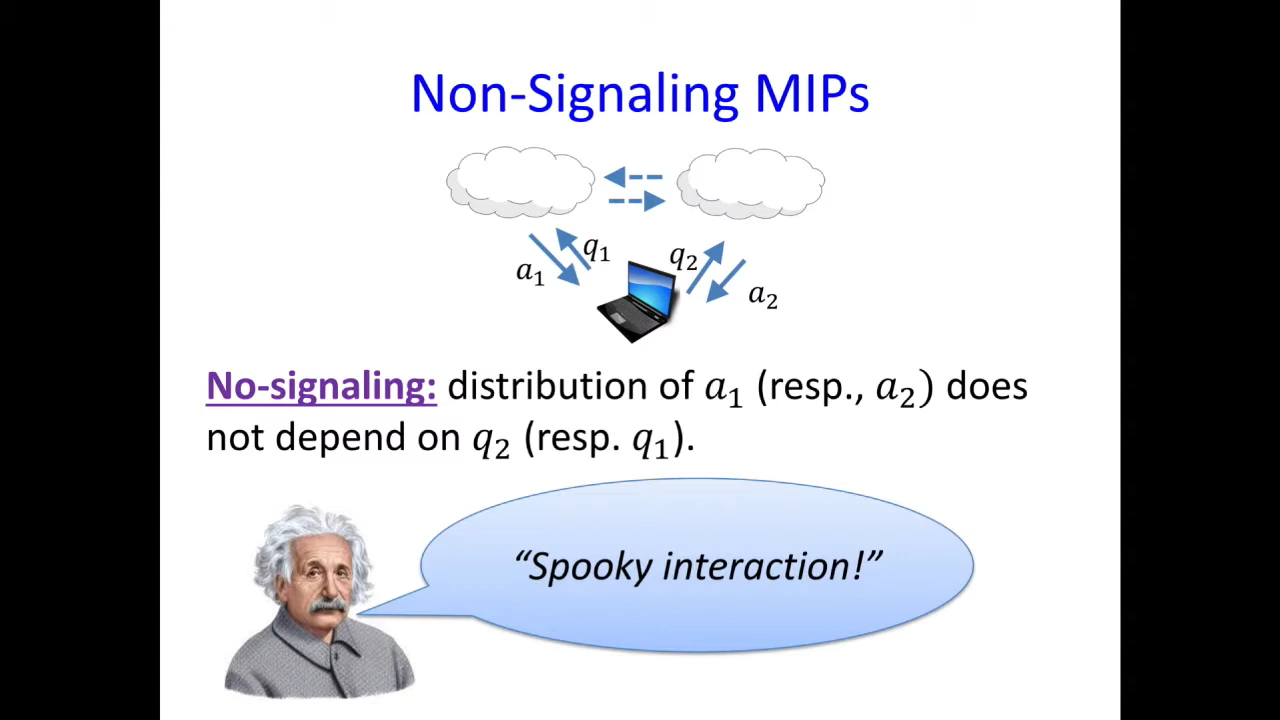 Non-Signaling MIPs
q₁
q₂
a₁
a₂
No-signaling: distribution of a₁ (resp., a₂) does
not depend on q₂ (resp. q₁).
“Spooky interaction!”